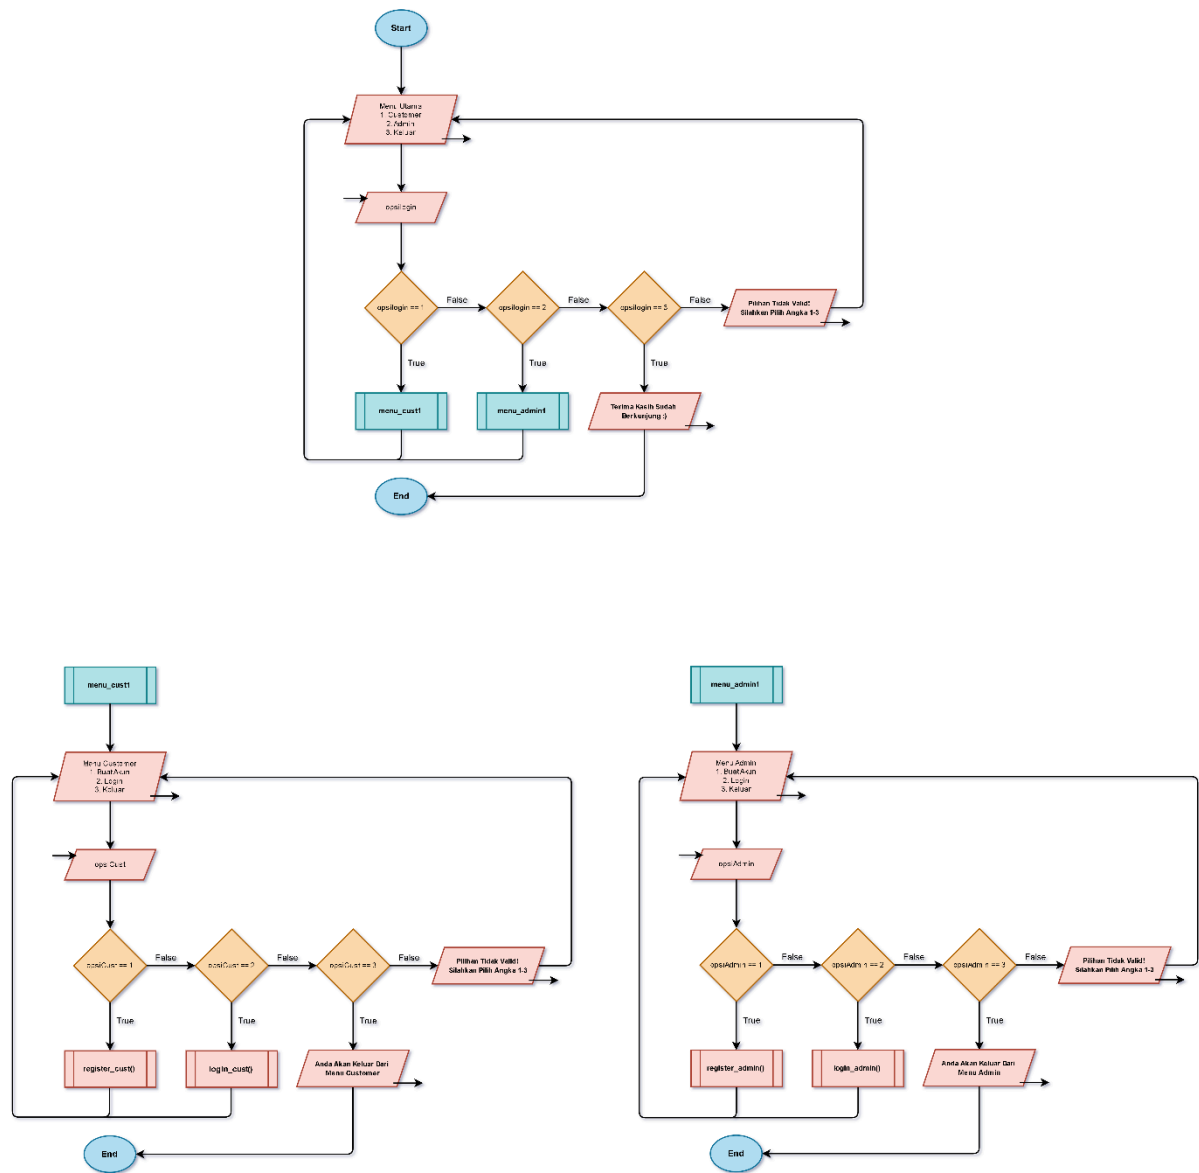 Start
Menu Utama
1. Customer
2. Admin
3. Keluar
opsilogin
opsilogin == 1
False
opsilogin == 2
False
opsilogin == 3
False
Pilihan Tidak Valid!
Silahkan Pilih Angka 1-3
True
True
True
menu_cust1
menu_admin1
Terima Kasih Sudah
Berkunjung :)
End
menu_cust1
Menu Customer
1. Buat Akun
2. Login
3. Keluar
opsiCust
opsiCust == 1
False
opsiCust == 2
False
opsiCust == 3
False
Pilihan Tidak Valid!
Silahkan Pilih Angka 1-3
True
True
True
register_cust()
login_cust()
Anda Akan Keluar Dari
Menu Customer
End
menu_admin1
Menu Admin
1. Buat Akun
2. Login
3. Keluar
opsiAdmin
opsiAdmin == 1
False
opsiAdmin == 2
False
opsiAdmin == 3
False
Pilihan Tidak Valid!
Silahkan Pilih Angka 1-3
True
True
True
register_admin()
login_admin()
Anda Akan Keluar Dari
Menu Admin
End